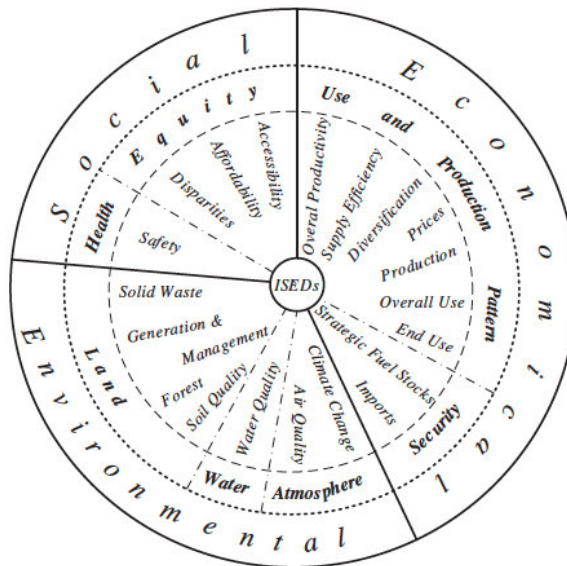 Social
Equity
Health
Accessibility
Affordability
Disparities
Safety
Economical
Use and Production Pattern
Security
Overal Productivity
Supply Efficiency
Diversification
Prices
Production
Overall Use
End Use
Strategic Fuel Stocks
Imports
ISEDs
Environmental
Land
Water
Atmosphere
Solid Waste
Generation &
Management
Forest
Soil Quality
Water Quality
Air Quality
Climate Change